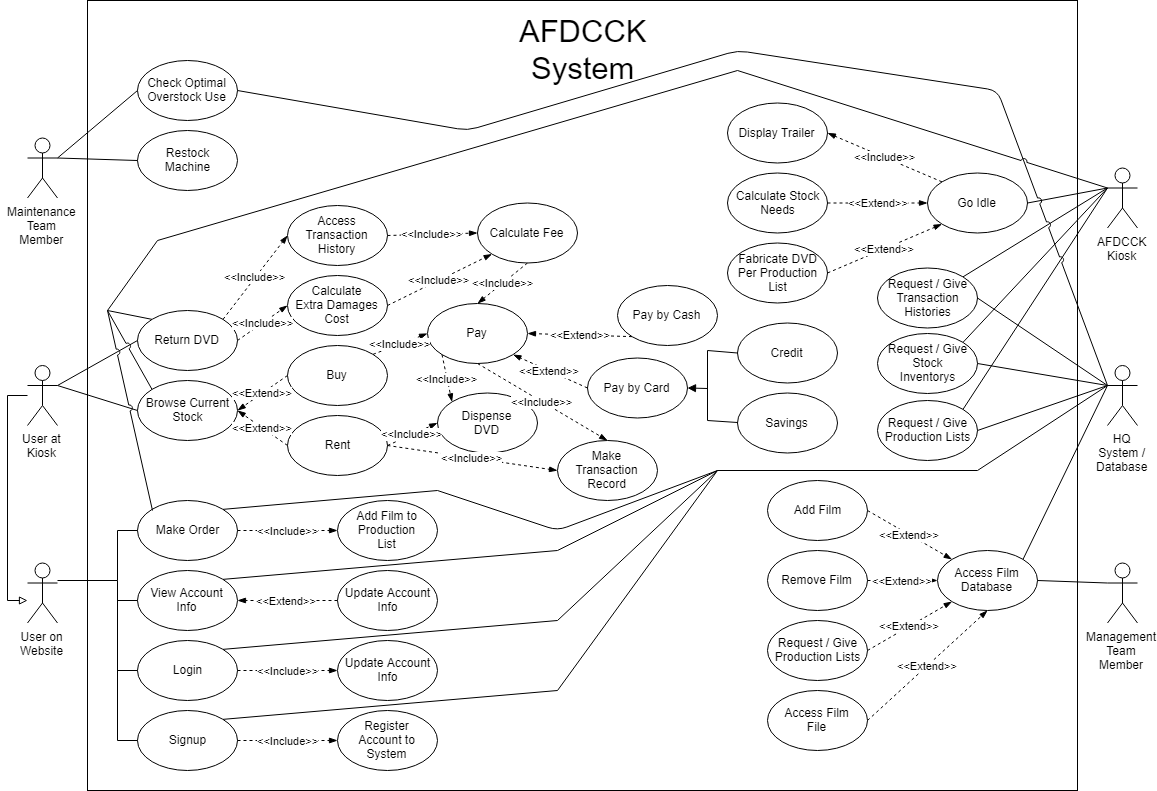 AFDCCK
System
Check Optimal
Overstock Use
Restock
Machine
Maintenance
Team
Member
Display Trailer
<<Include>>
Calculate Stock
Needs
<<Extend>>
Go Idle
Fabricate DVD
Per Production
List
<<Extend>>
AFDCCK
Kiosk
Access
Transaction
History
<<Include>>
Calculate Fee
<<Include>>
Calculate
Extra Damages
Cost
<<Include>>
<<Include>>
<<Include>>
Return DVD
Pay
Pay by Cash
<<Extend>>
Request / Give
Transaction
Histories
Request / Give
Stock
Inventorys
Request / Give
Production Lists
Buy
<<Include>>
<<Extend>>
Browse Current
Stock
<<Extend>>
Rent
<<Include>>
<<Include>>
<<Include>>
Dispense
DVD
<<Include>>
<<Extend>>
Pay by Card
Credit
Savings
Make
Transaction
Record
User at
Kiosk
HQ
System /
Database
Make Order
<<Include>>
Add Film to
Production
List
View Account
Info
<<Extend>>
Update Account
Info
Login
<<Include>>
Update Account
Info
Signup
<<Include>>
Register
Account to
System
User on
Website
Add Film
<<Extend>>
Remove Film
<<Extend>>
Access Film
Database
Request / Give
Production Lists
<<Extend>>
Access Film
File
<<Extend>>
Management
Team
Member